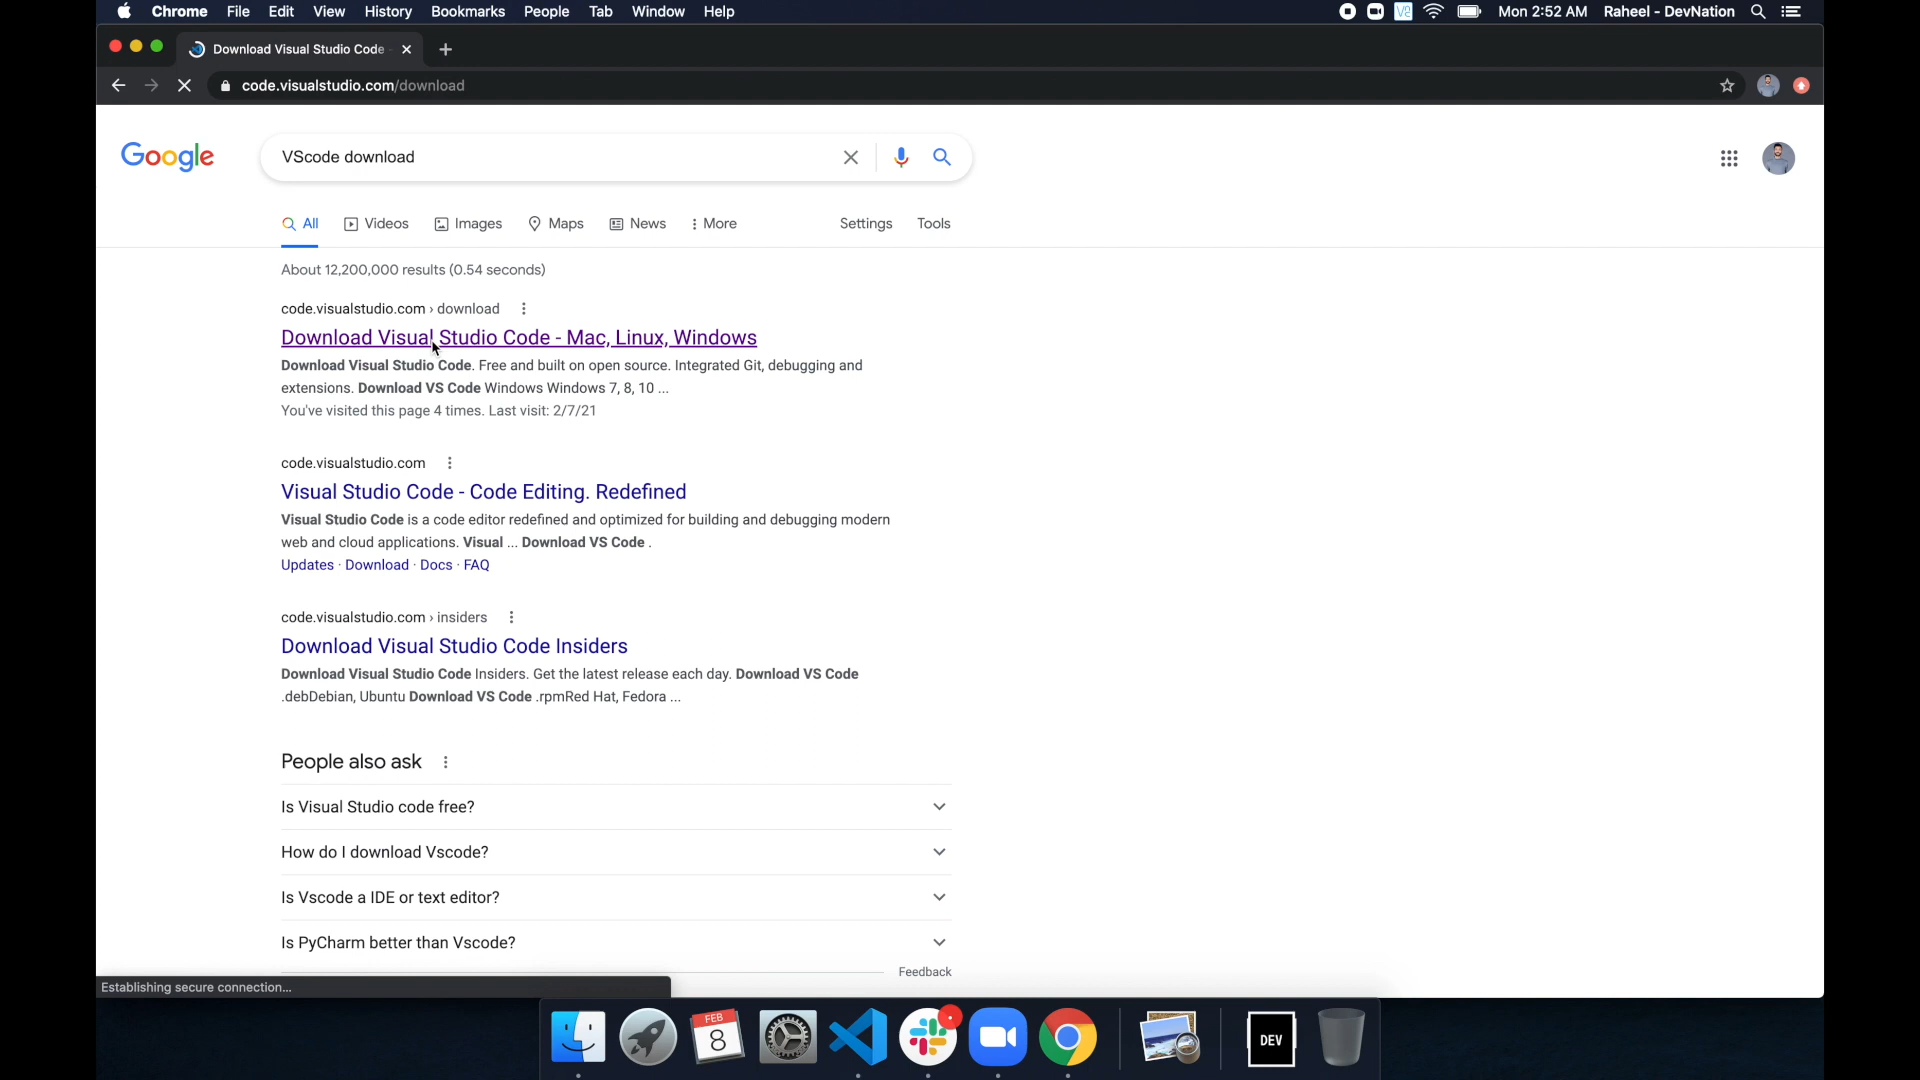 Chrome File Edit View History Bookmarks People Tab Window Help
Mon 2:52 AM Raheel - DevNation
Download Visual Studio Code
code.visualstudio.com/download
Google
VScode download
All Videos Images Maps News More Settings Tools
About 12,200,000 results (0.54 seconds)
code.visualstudio.com › download
Download Visual Studio Code - Mac, Linux, Windows
Download Visual Studio Code. Free and built on open source. Integrated Git, debugging and
extensions. Download VS Code Windows Windows 7, 8, 10 ...
You've visited this page 4 times. Last visit: 2/7/21
code.visualstudio.com
Visual Studio Code - Code Editing. Redefined
Visual Studio Code is a code editor redefined and optimized for building and debugging modern
web and cloud applications. Visual ... Download VS Code .
Updates · Download · Docs · FAQ
code.visualstudio.com › insiders
Download Visual Studio Code Insiders
Download Visual Studio Code Insiders. Get the latest release each day. Download VS Code
.debDebian, Ubuntu Download VS Code .rpmRed Hat, Fedora ...
People also ask
Is Visual Studio code free?
How do I download Vscode?
Is Vscode a IDE or text editor?
Is PyCharm better than Vscode?
Feedback
Establishing secure connection...
FEB
8
DEV